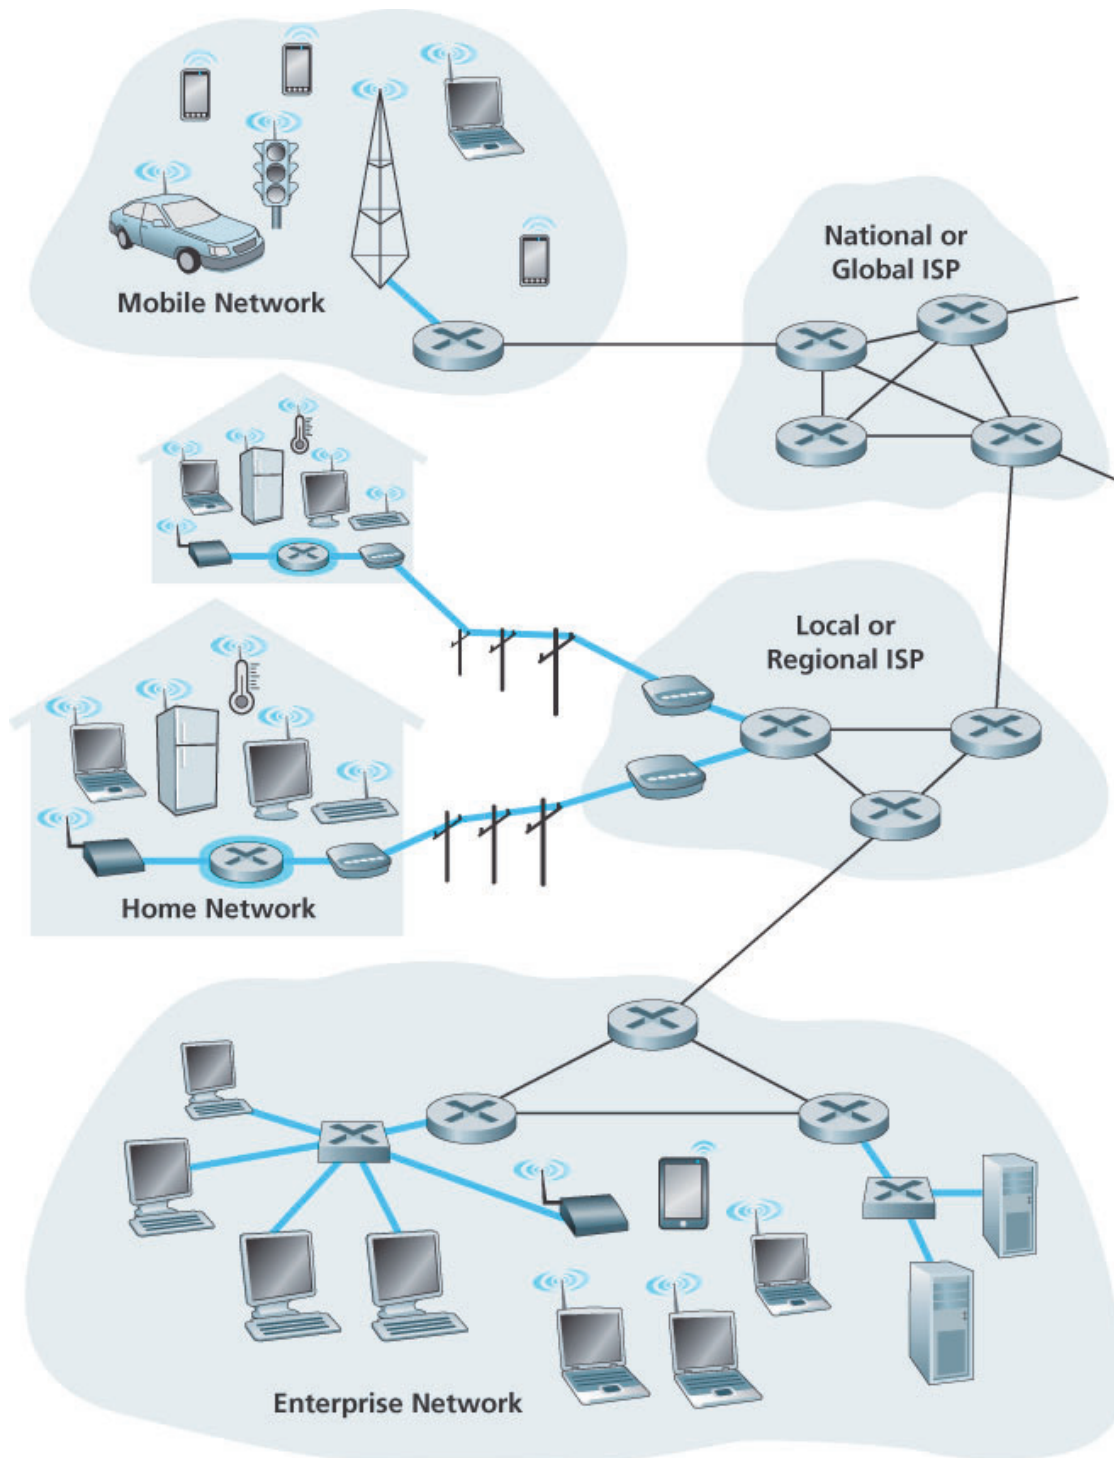 National or
Global ISP
Mobile Network
Local or
Regional ISP
Home Network
Enterprise Network